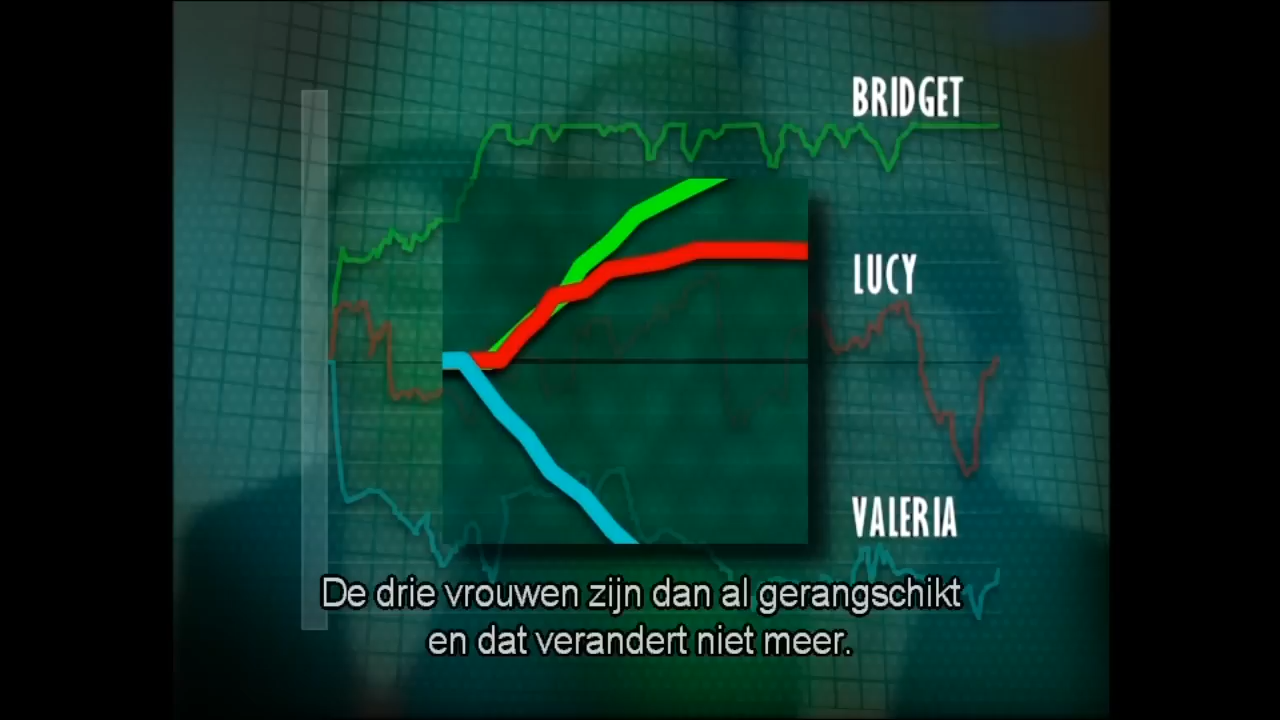 BRIDGET
LUCY
VALERIA
De drie vrouwen zijn dan al gerangschikt
en dat verandert niet meer.